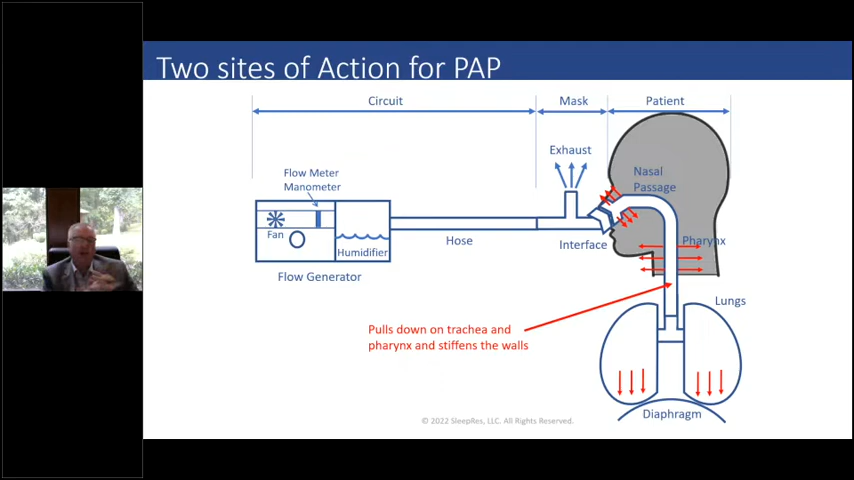 Two sites of Action for PAP
Circuit
Mask
Patient
Exhaust
Flow Meter
Manometer
Nasal
Passage
Fan
Humidifier
Hose
Interface
Pharynx
Flow Generator
Lungs
Pulls down on trachea and
pharynx and stiffens the walls
Diaphragm
© 2022 SleepRes, LLC. All Rights Reserved.